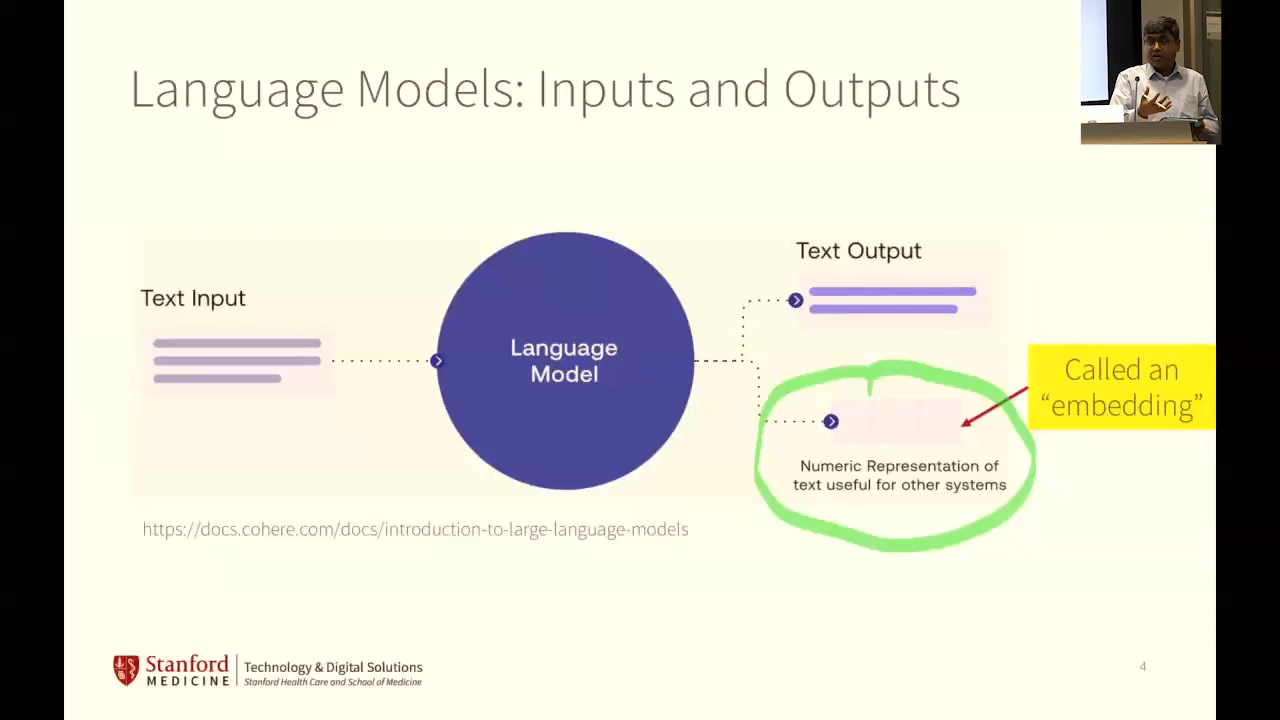 Language Models: Inputs and Outputs
Text Input
Language
Model
Text Output
Called an
“embedding”
Numeric Representation of
text useful for other systems
https://docs.cohere.com/docs/introduction-to-large-language-models
Stanford
MEDICINE
Technology & Digital Solutions
Stanford Health Care and School of Medicine
4